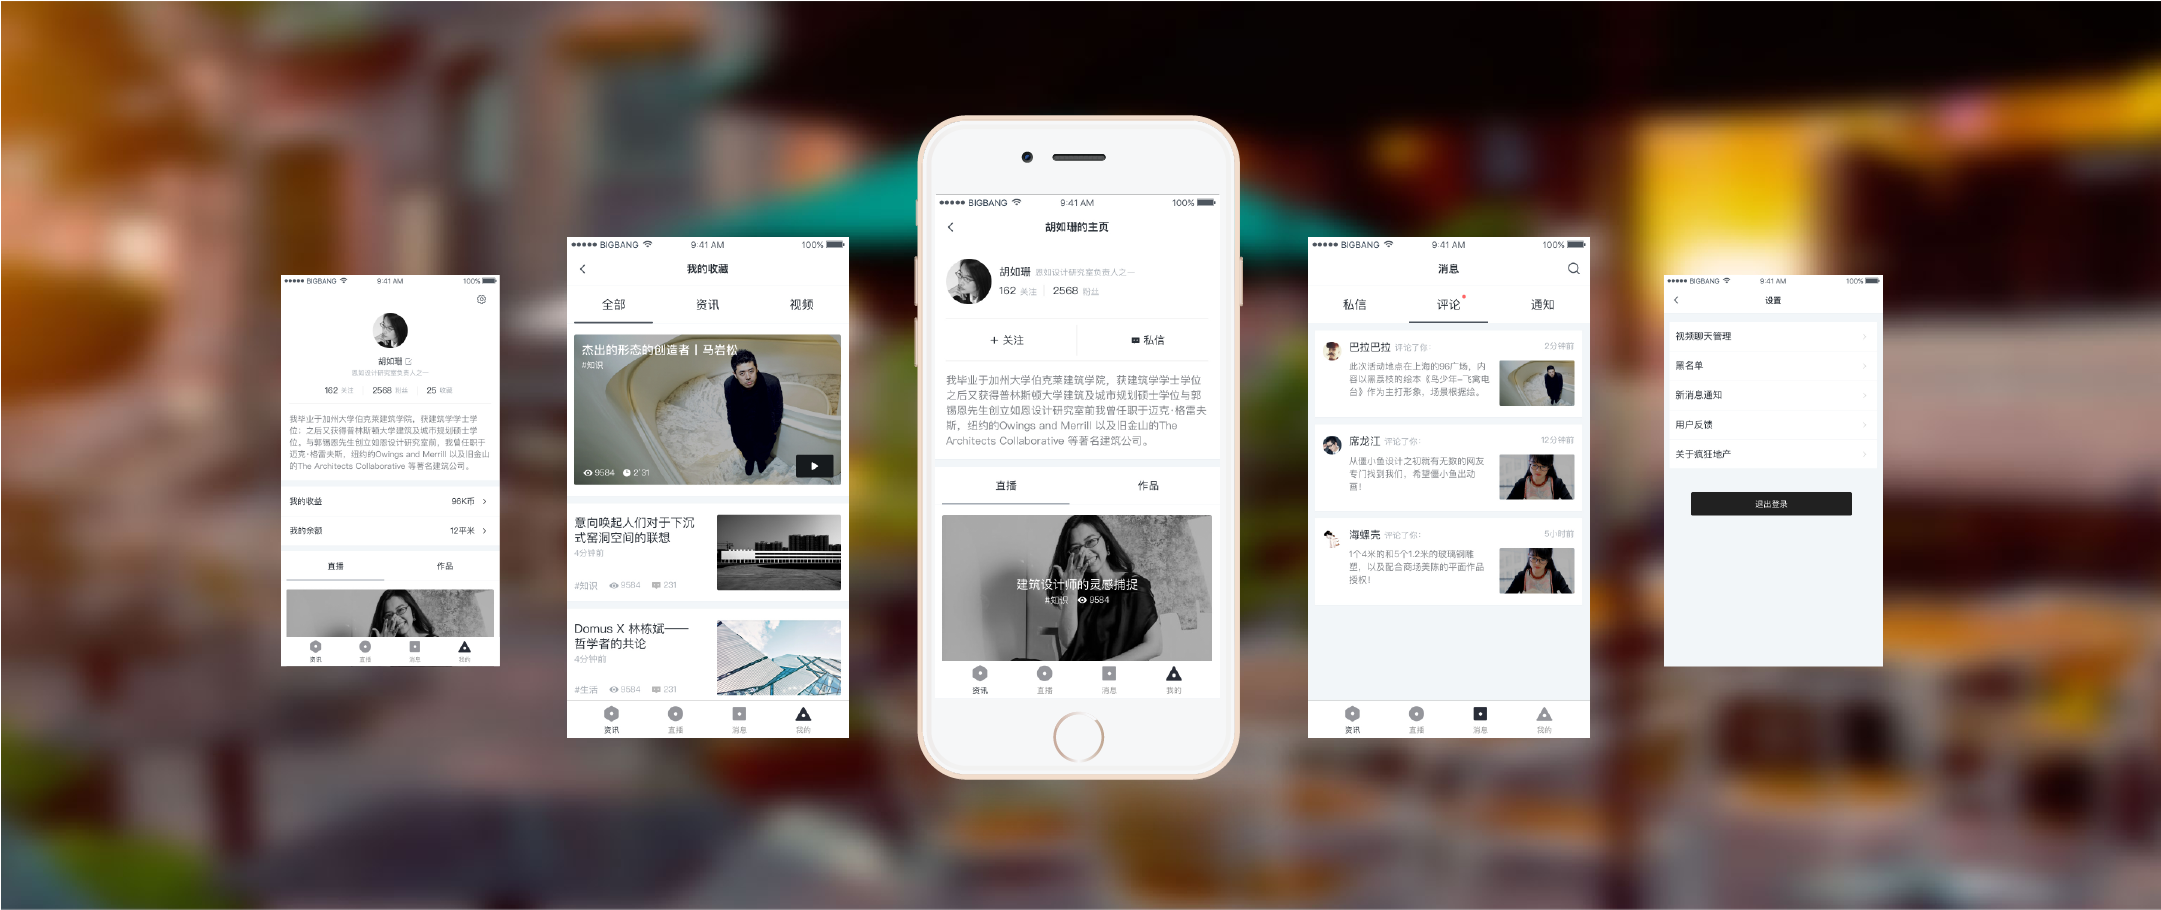 BIGBANG 9:41 AM 100%
胡如珊
恩如设计研究室负责人之一
162 关注 2568 粉丝 25 收藏
我毕业于加州大学伯克莱建筑学院，获建筑学学士学
位；之后又获得普林斯顿大学建筑及城市规划硕士学
位。与郭锡恩先生创立如恩设计研究室前，我曾任职于
迈克·格雷夫斯，纽约的Owings and Merrill 以及旧金山
的The Architects Collaborative 等著名建筑公司。
我的收益 96K币
我的余额 12平米
直播 作品
资讯 直播 消息 我的
BIGBANG 9:41 AM 100%
我的收藏
全部 资讯 视频
杰出的形态的创造者丨马岩松
#知识
9584 2'31
意向唤起人们对于下沉
式窑洞空间的联想
4分钟前
#知识 9584 231
Domus X 林栋斌——
哲学者的共论
4分钟前
#生活 9584 231
资讯 直播 消息 我的
BIGBANG 9:41 AM 100%
胡如珊的主页
胡如珊 恩如设计研究室负责人之一
162 关注 2568 粉丝
+ 关注 私信
我毕业于加州大学伯克莱建筑学院，获建筑学学士学位
之后又获得普林斯顿大学建筑及城市规划硕士学位与郭
锡恩先生创立如恩设计研究室前我曾任职于迈克·格雷夫
斯，纽约的Owings and Merrill 以及旧金山的The
Architects Collaborative 等著名建筑公司。
直播 作品
建筑设计师的灵感捕捉
#知识 9584
资讯 直播 消息 我的
BIGBANG 9:41 AM 100%
消息
私信 评论 通知
巴拉巴拉 评论了你： 2分钟前
此次活动地点在上海的96广场，内
容以黑荔枝的绘本《鸟少年-飞窝电
台》作为主打形象，场景根据绘。
席龙江 评论了你： 12分钟前
从僵小鱼设计之初就有无数的网友
专门找到我们，希望僵小鱼出动
画！
海螺壳 评论了你： 5小时前
1个4米的和5个1.2米的玻璃钢雕
塑，以及配合商场美陈的平面作品
授权！
资讯 直播 消息 我的
BIGBANG 9:41 AM 100%
设置
视频聊天管理
黑名单
新消息通知
用户反馈
关于疯狂地产
退出登录